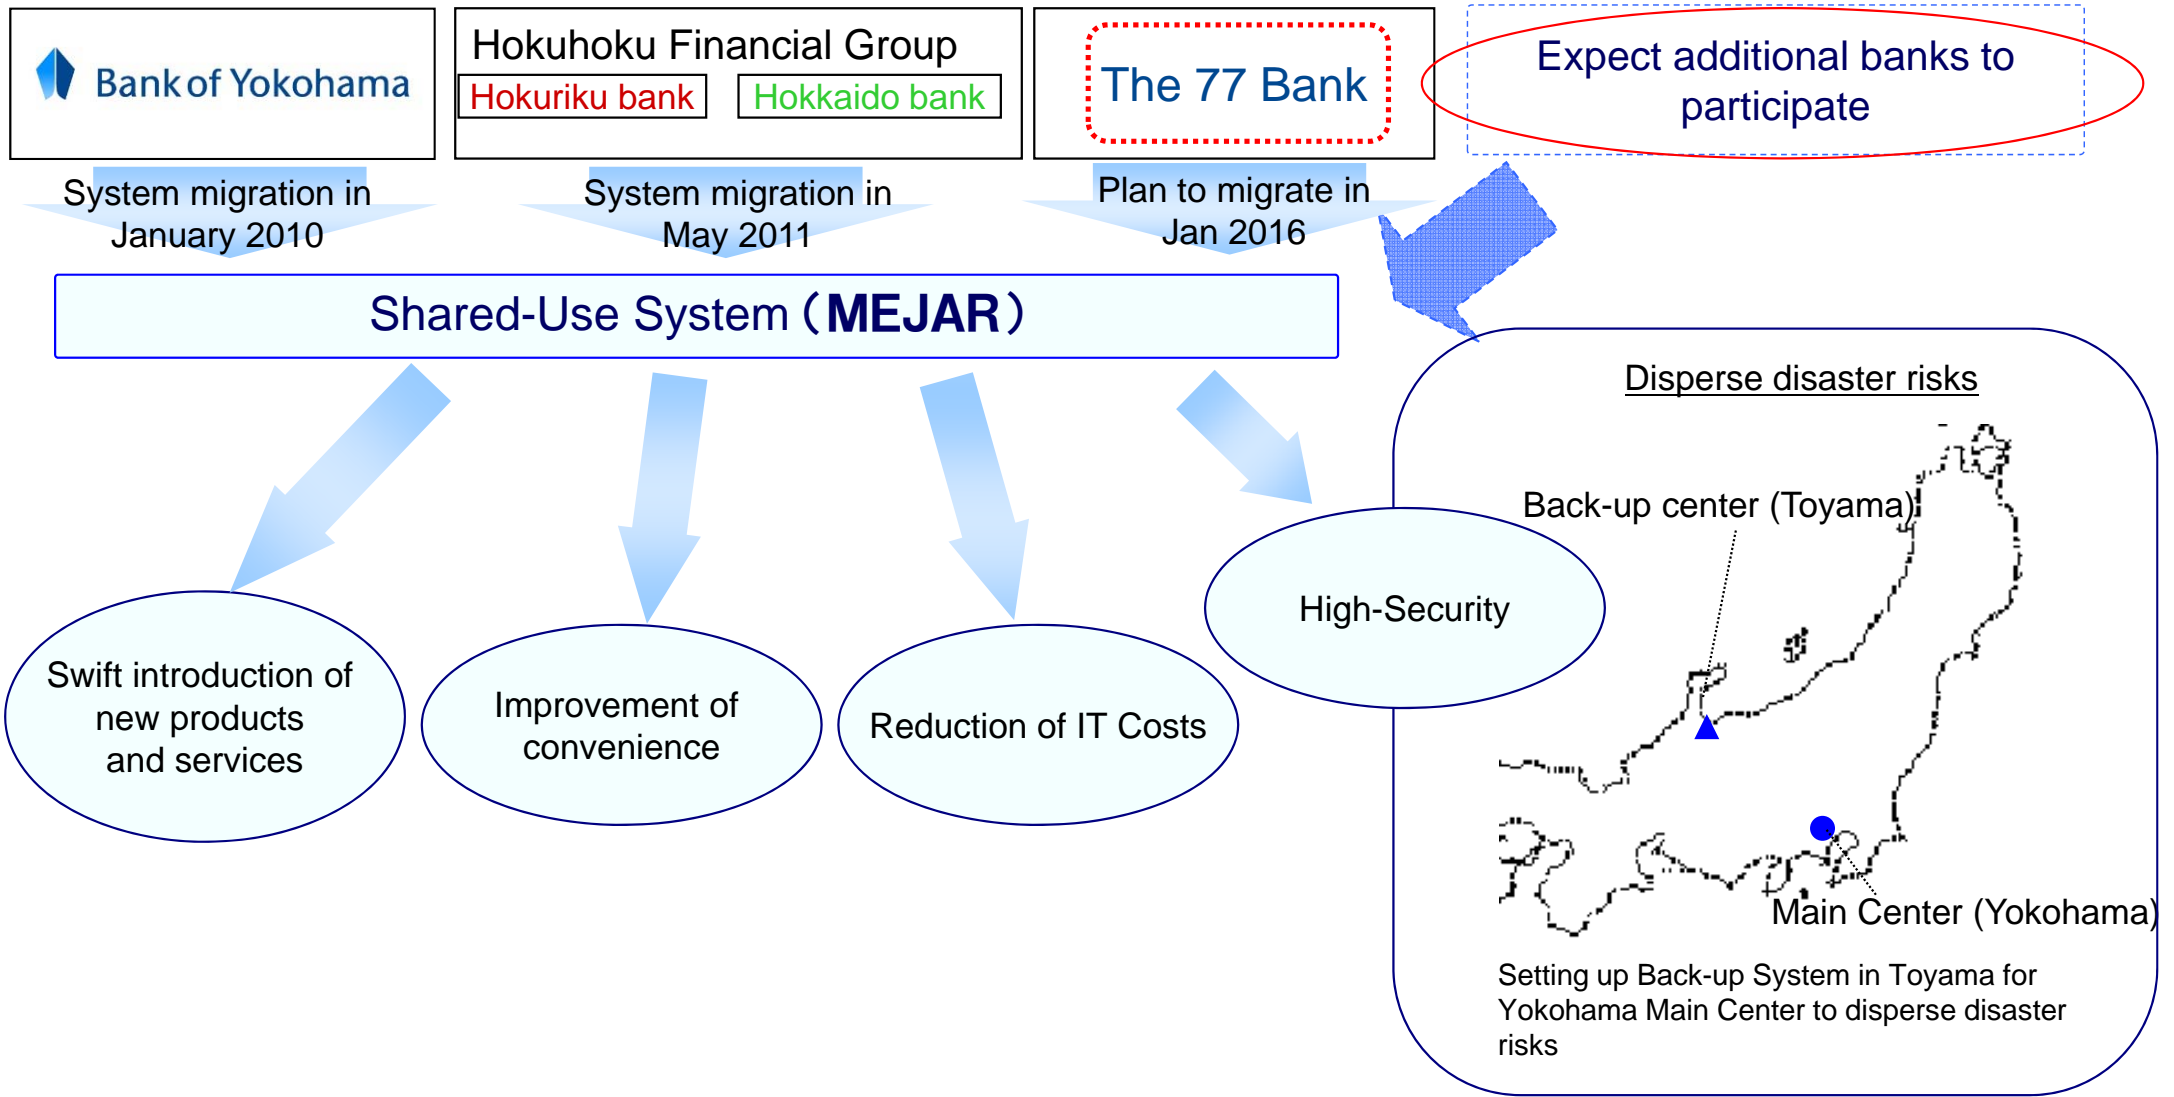 Bank of Yokohama
Hokuhoku Financial Group
Hokuriku bank
Hokkaido bank
The 77 Bank
Expect additional banks to
participate
System migration in
January 2010
System migration in
May 2011
Plan to migrate in
Jan 2016
Shared-Use System（MEJAR）
Swift introduction of
new products
and services
Improvement of
convenience
Reduction of IT Costs
High-Security
Disperse disaster risks
Back-up center (Toyama)
Main Center (Yokohama)
Setting up Back-up System in Toyama for
Yokohama Main Center to disperse disaster
risks